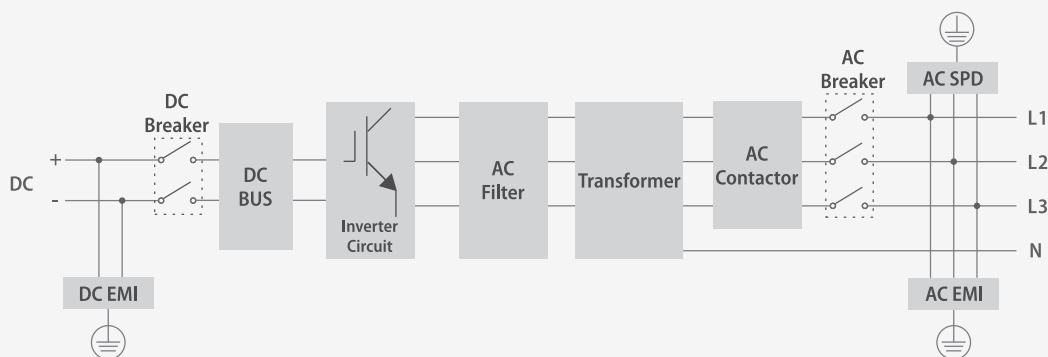 DC
+
-
DC
Breaker
DC EMI
DC
BUS
Inverter
Circuit
AC
Filter
Transformer
AC
Contactor
AC
Breaker
AC SPD
L1
L2
L3
N
AC EMI